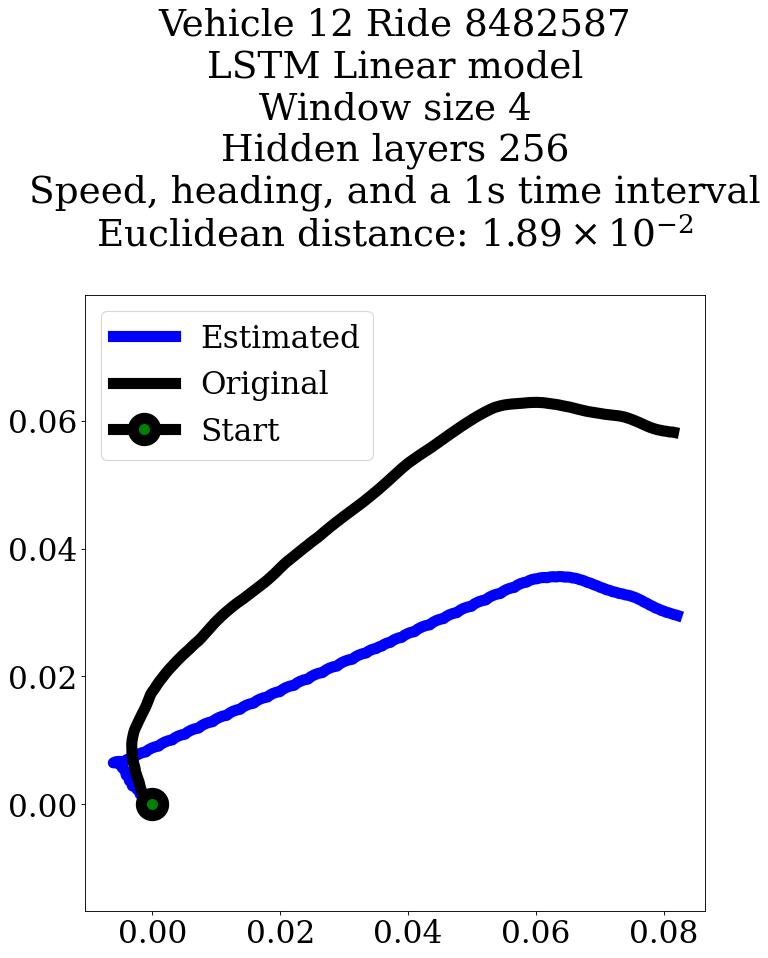 Vehicle 12 Ride 8482587
LSTM Linear model
Window size 4
Hidden layers 256
Speed, heading, and a 1s time interval
Euclidean distance: 1.89 × 10⁻²
Estimated
Original
Start
0.06
0.04
0.02
0.00
0.00 0.02 0.04 0.06 0.08